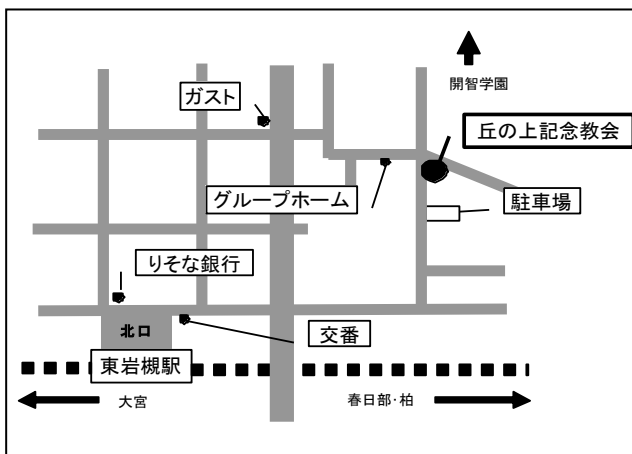 開智学園
ガスト
丘の上記念教会
グループホーム
駐車場
りそな銀行
北口
交番
東岩槻駅
大宮
春日部・柏